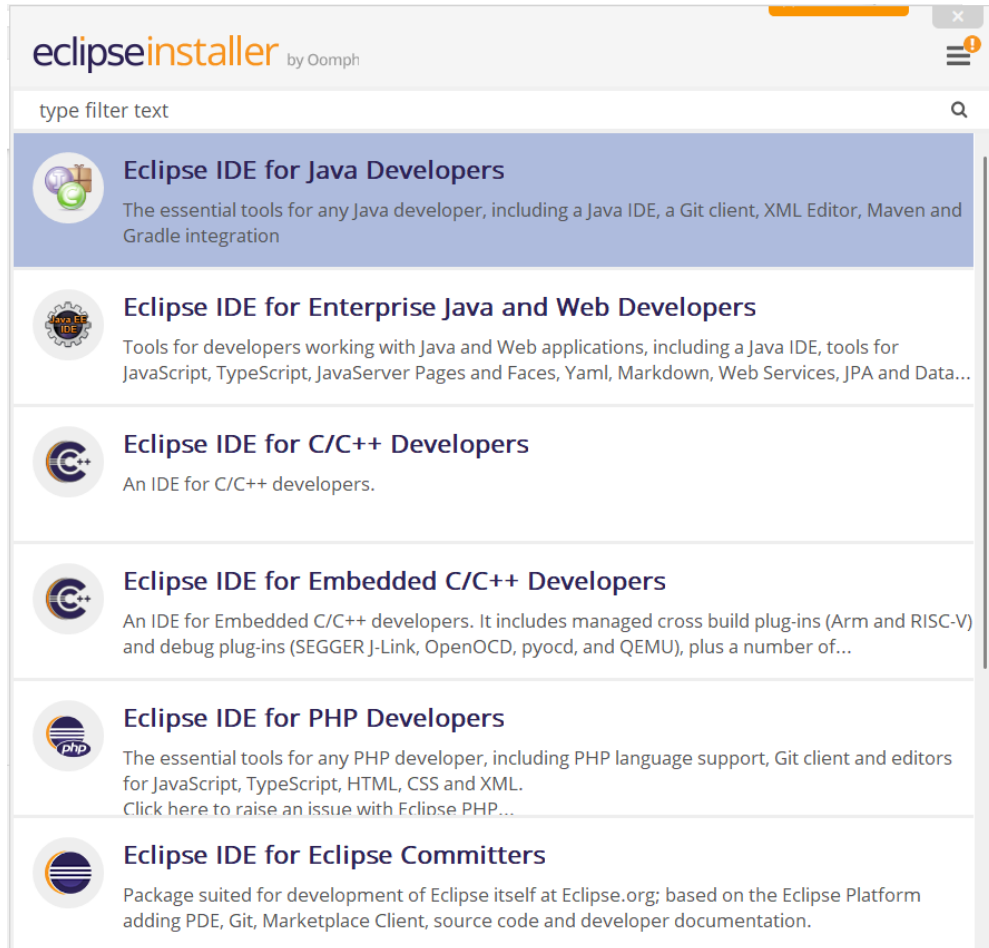 eclipseinstaller by Oomph
type filter text
Eclipse IDE for Java Developers
The essential tools for any Java developer, including a Java IDE, a Git client, XML Editor, Maven and
Gradle integration
Java EE
IDE
Eclipse IDE for Enterprise Java and Web Developers
Tools for developers working with Java and Web applications, including a Java IDE, tools for
JavaScript, TypeScript, JavaServer Pages and Faces, Yaml, Markdown, Web Services, JPA and Data...
C++
Eclipse IDE for C/C++ Developers
An IDE for C/C++ developers.
C++
Eclipse IDE for Embedded C/C++ Developers
An IDE for Embedded C/C++ developers. It includes managed cross build plug-ins (Arm and RISC-V)
and debug plug-ins (SEGGER J-Link, OpenOCD, pyocd, and QEMU), plus a number of...
php
Eclipse IDE for PHP Developers
The essential tools for any PHP developer, including PHP language support, Git client and editors
for JavaScript, TypeScript, HTML, CSS and XML.
Click here to raise an issue with Eclipse PHP...
Eclipse IDE for Eclipse Committers
Package suited for development of Eclipse itself at Eclipse.org; based on the Eclipse Platform
adding PDE, Git, Marketplace Client, source code and developer documentation.